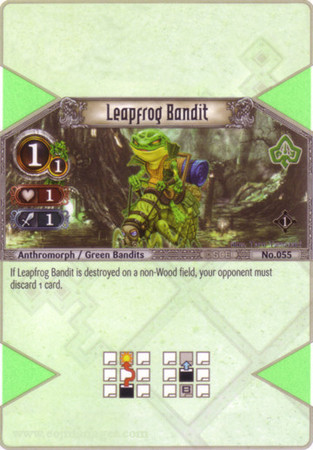 Leapfrog Bandit
1
1
1
1
1
Anthromorph / Green Bandits
No.055
If Leapfrog Bandit is destroyed on a non-Wood field, your opponent must
discard 1 card.